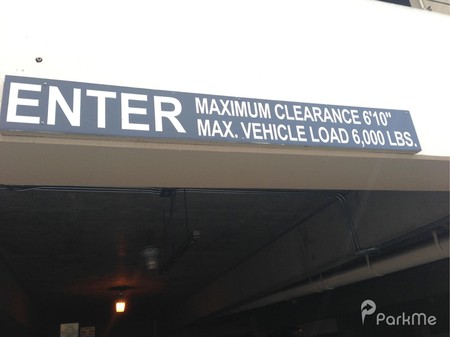 ENTER
MAXIMUM CLEARANCE 6'10"
MAX. VEHICLE LOAD 6,000 LBS.
ParkMe